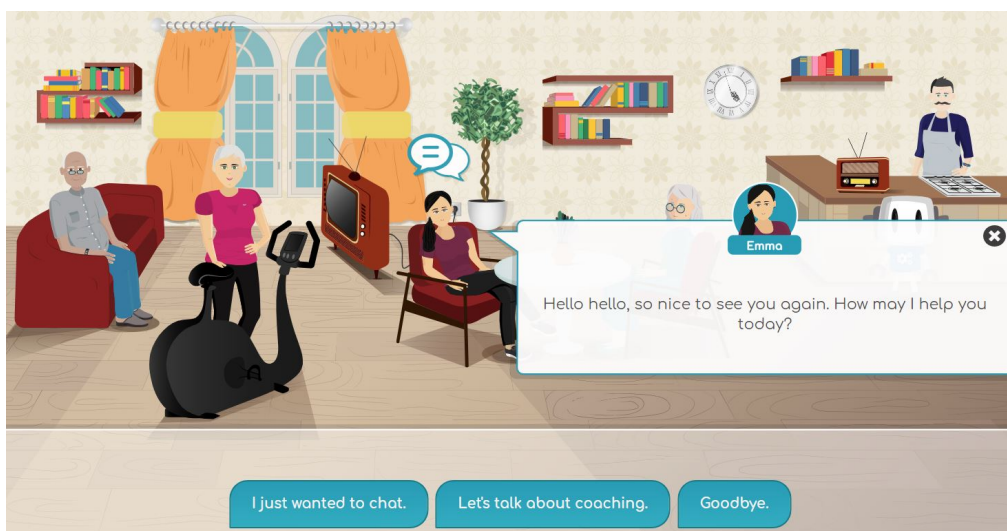 Emma
Hello hello, so nice to see you again. How may I help you
today?
I just wanted to chat.
Let's talk about coaching.
Goodbye.